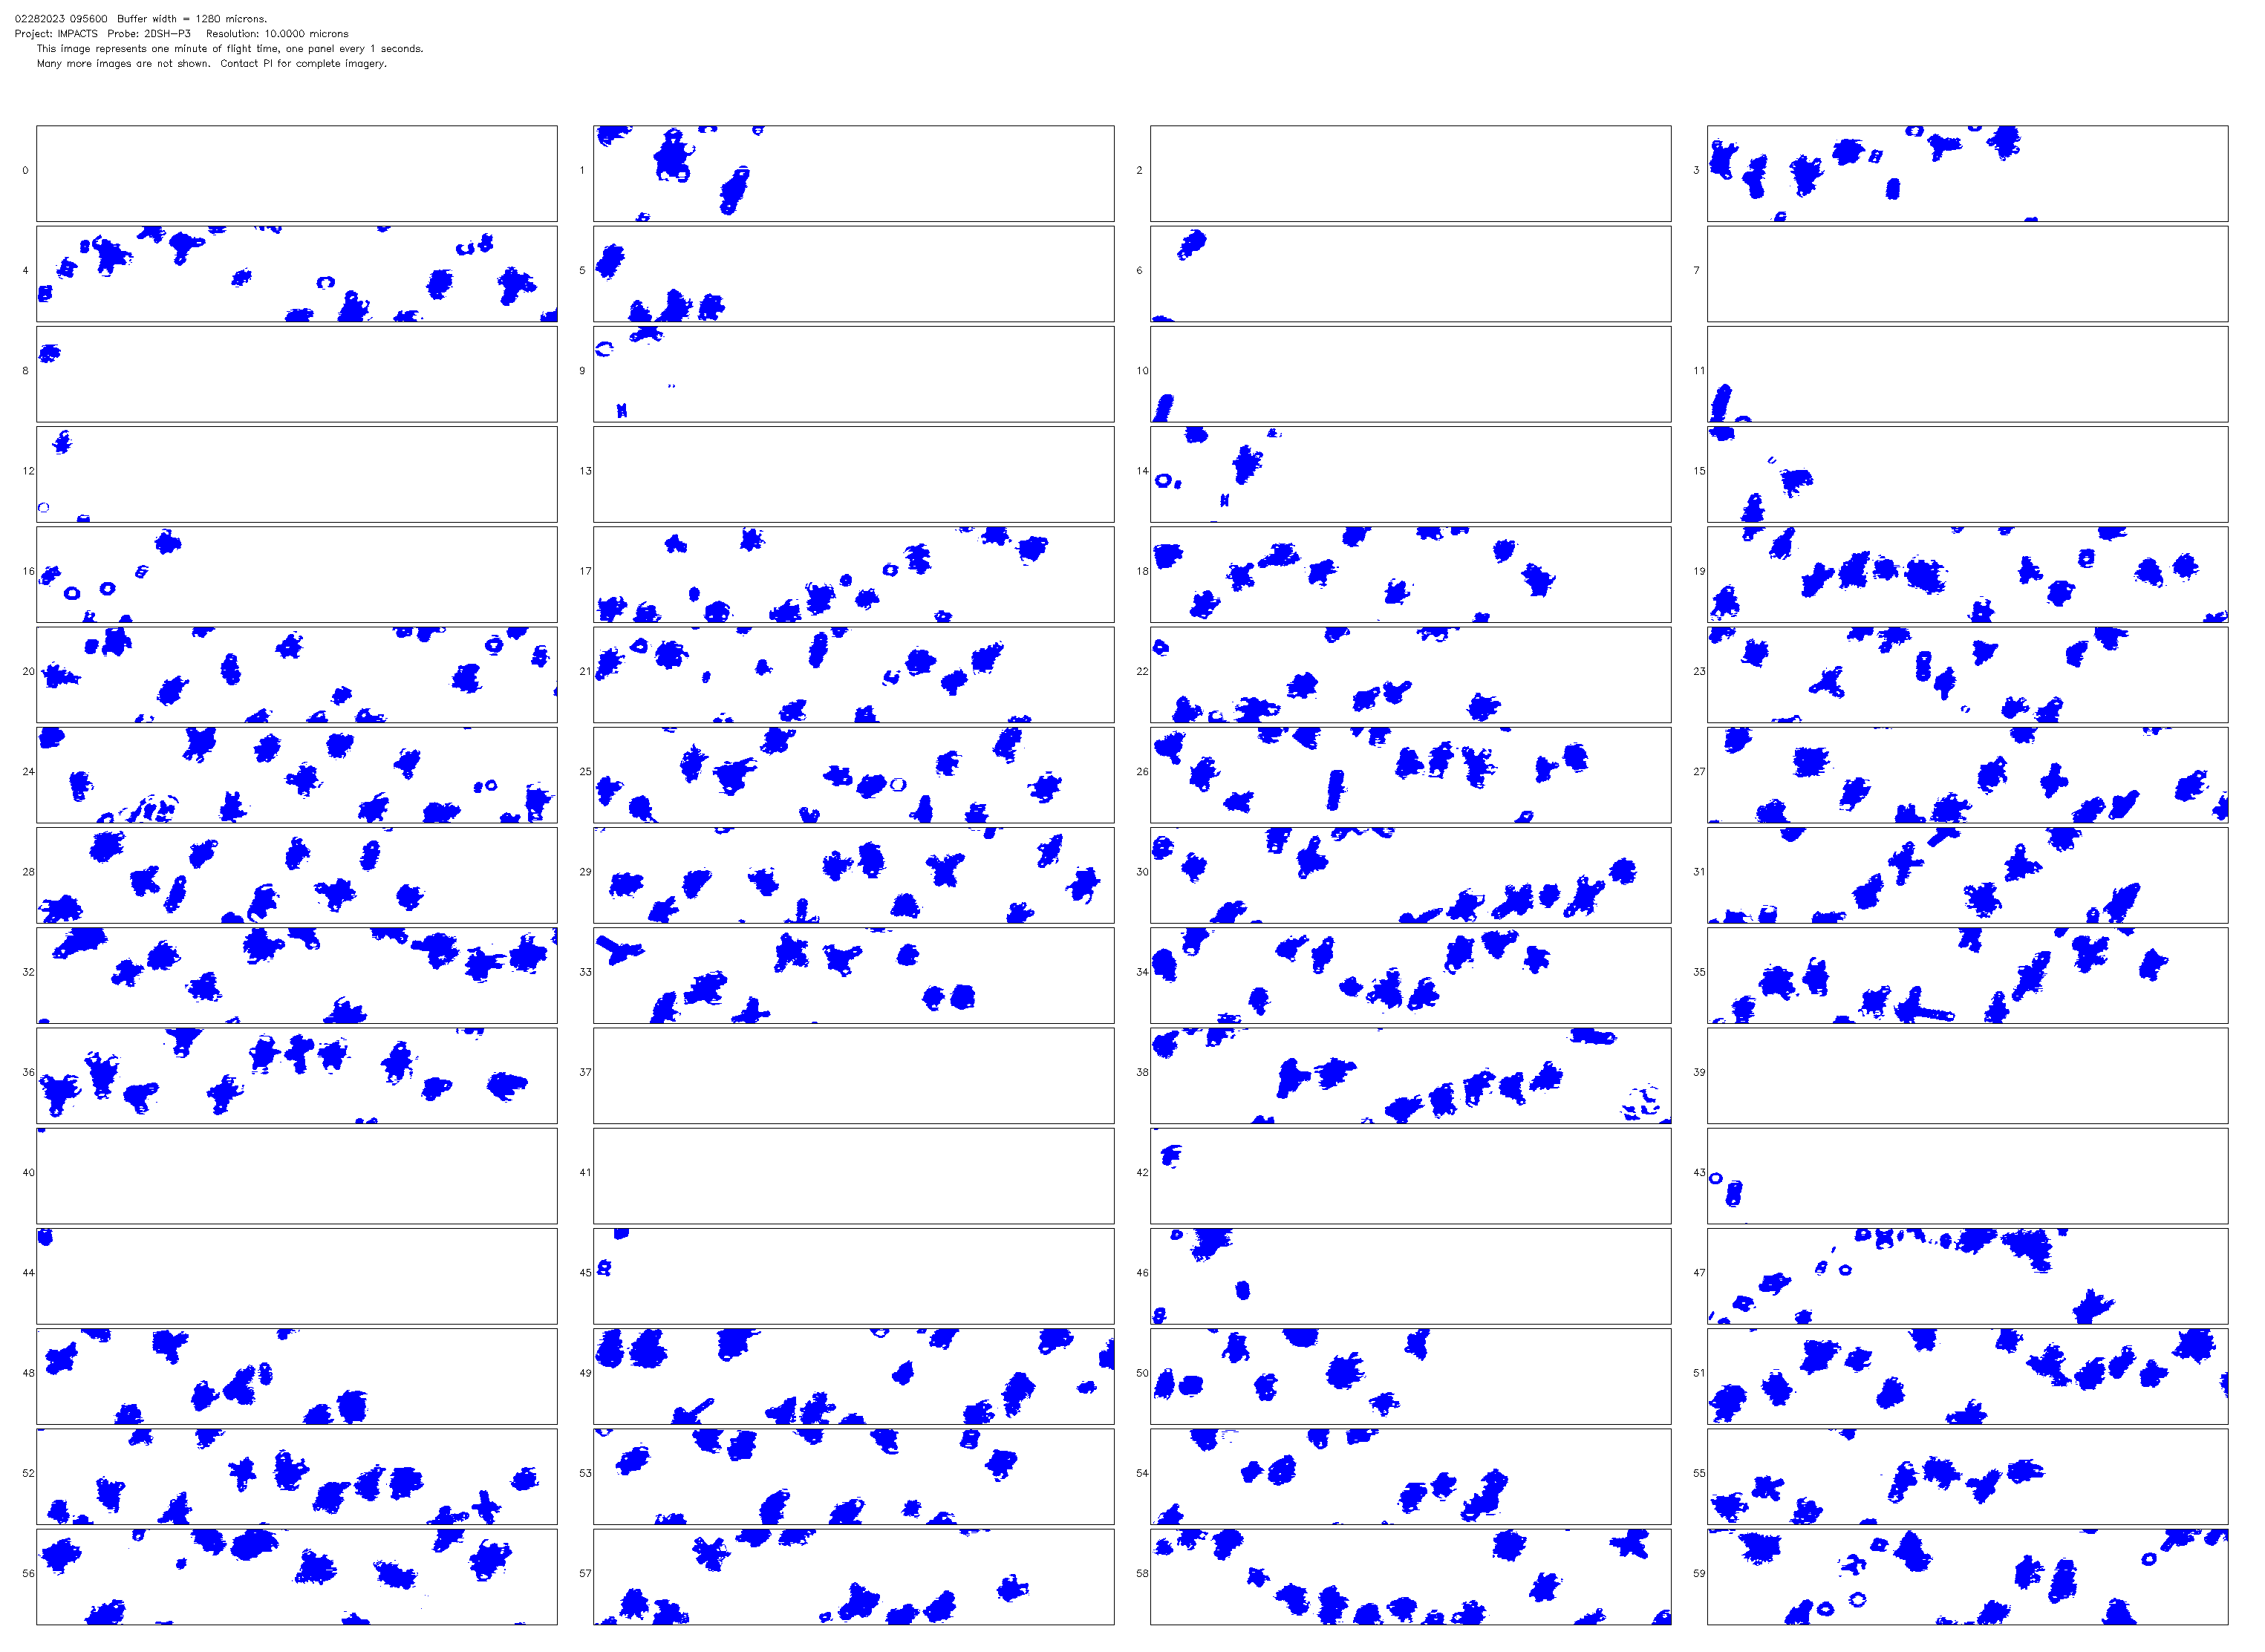 02282023 095600 Buffer width = 1280 microns.
Project: IMPACTS Probe: 2DSH-P3 Resolution: 10.0000 microns
This image represents one minute of flight time, one panel every 1 seconds.
Many more images are not shown. Contact PI for complete imagery.
0 1 2 3
4 5 6 7
8 9 10 11
12 13 14 15
16 17 18 19
20 21 22 23
24 25 26 27
28 29 30 31
32 33 34 35
36 37 38 39
40 41 42 43
44 45 46 47
48 49 50 51
52 53 54 55
56 57 58 59